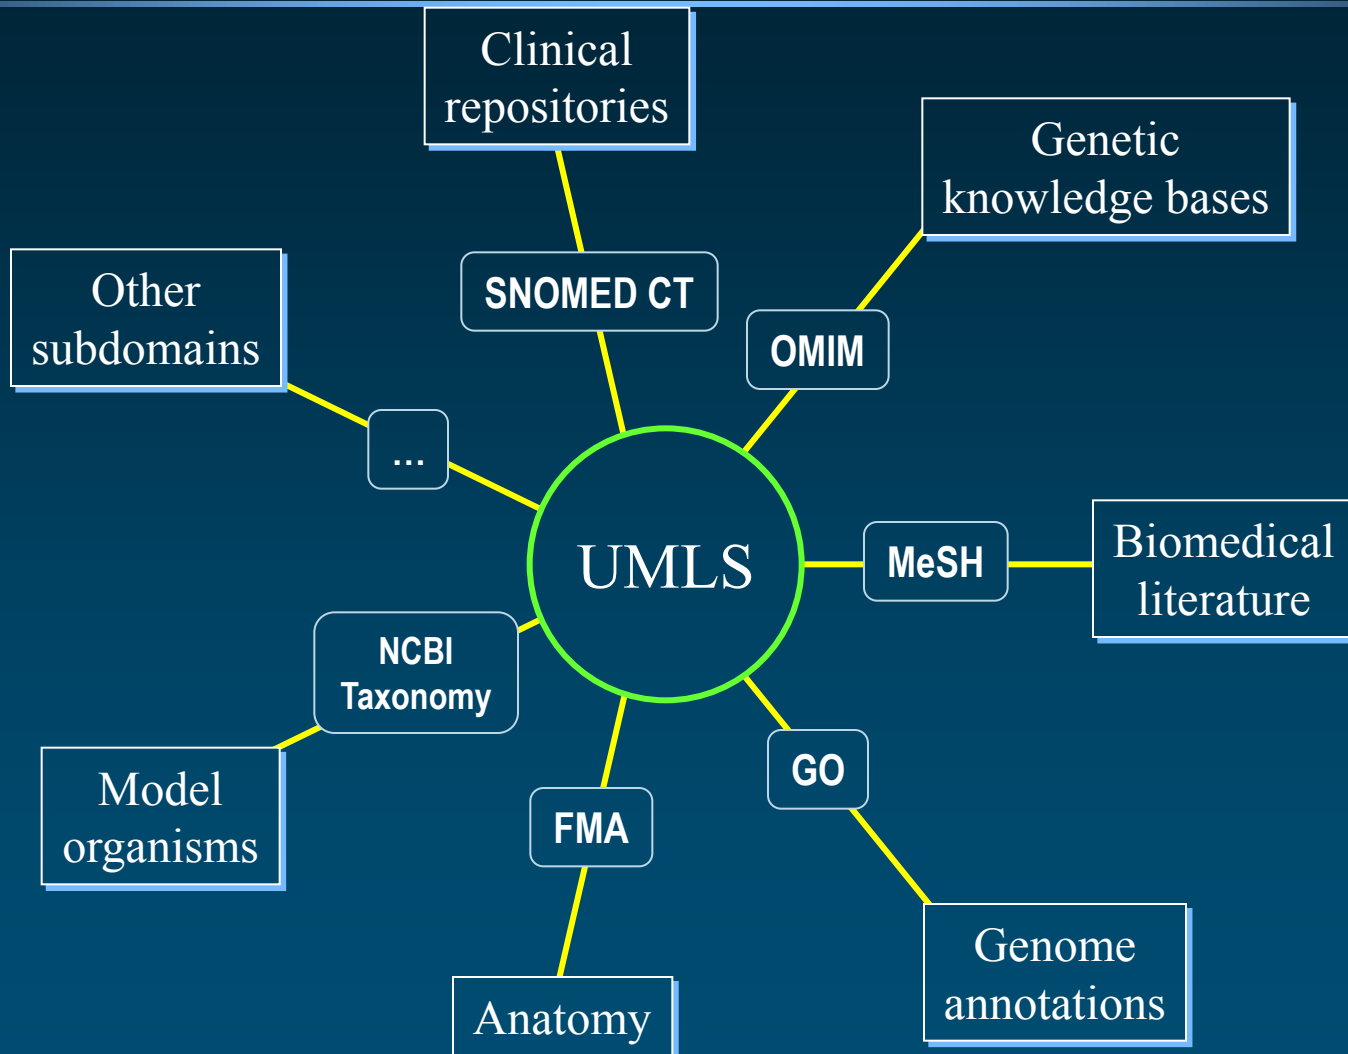 Clinical
repositories
Genetic
knowledge bases
SNOMED CT
Other
subdomains
OMIM
...
UMLS
MeSH
Biomedical
literature
NCBI
Taxonomy
GO
Model
organisms
FMA
Genome
annotations
Anatomy